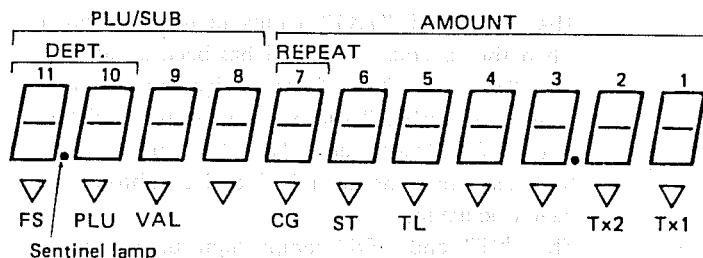 PLU/SUB AMOUNT
DEPT. REPEAT
11 10 9 8 7 6 5 4 3 2 1
FS PLU VAL CG ST TL Tx2 Tx1
Sentinel lamp